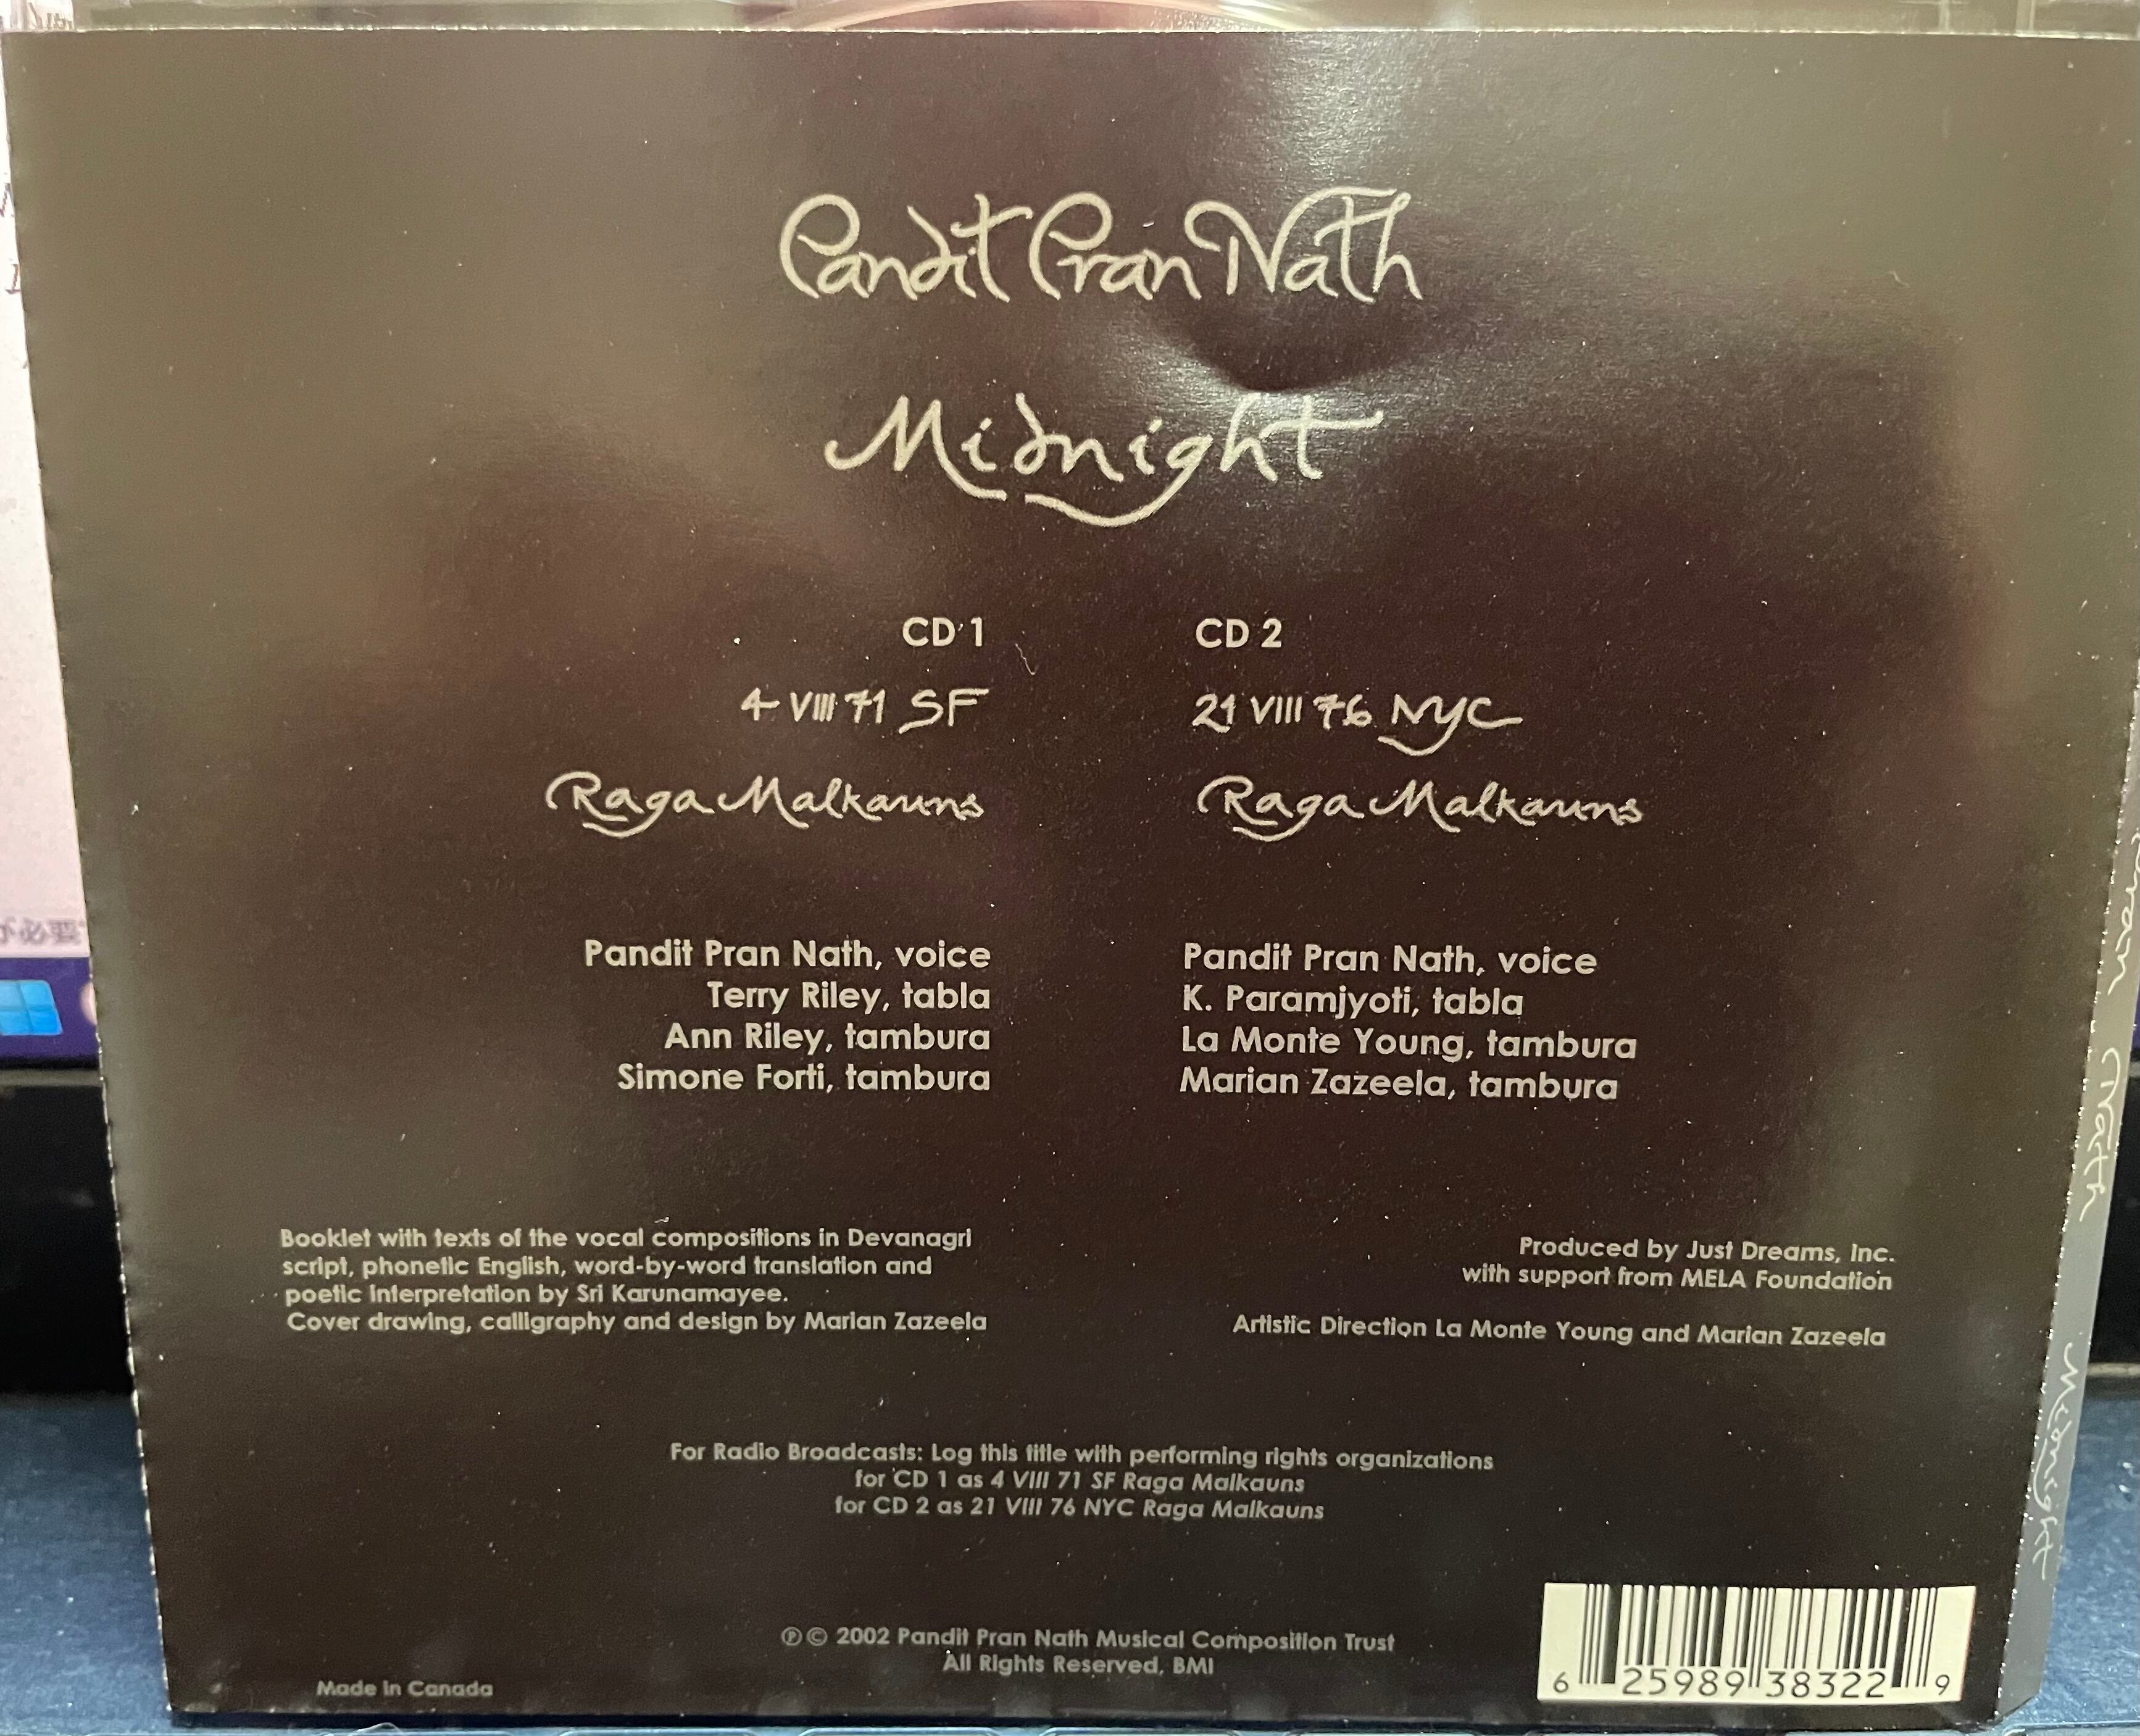 Pandit Pran Nath
Midnight
CD 1
4 VIII 71 SF
Raga Malkauns
Pandit Pran Nath, voice
Terry Riley, tabla
Ann Riley, tambura
Simone Forti, tambura
CD 2
21 VIII 76 NYC
Raga Malkauns
Pandit Pran Nath, voice
K. Paramjyoti, tabla
La Monte Young, tambura
Marian Zazeela, tambura
Booklet with texts of the vocal compositions in Devanagri
script, phonetic English, word-by-word translation and
poetic interpretation by Sri Karunamayee.
Cover drawing, calligraphy and design by Marian Zazeela
Produced by Just Dreams, Inc.
with support from MELA Foundation
Artistic Direction La Monte Young and Marian Zazeela
For Radio Broadcasts: Log this title with performing rights organizations
for CD 1 as 4 VIII 71 SF Raga Malkauns
for CD 2 as 21 VIII 76 NYC Raga Malkauns
℗© 2002 Pandit Pran Nath Musical Composition Trust
All Rights Reserved, BMI
Made in Canada
6 25989 38322 9
Pran Nath Midnight
が必要